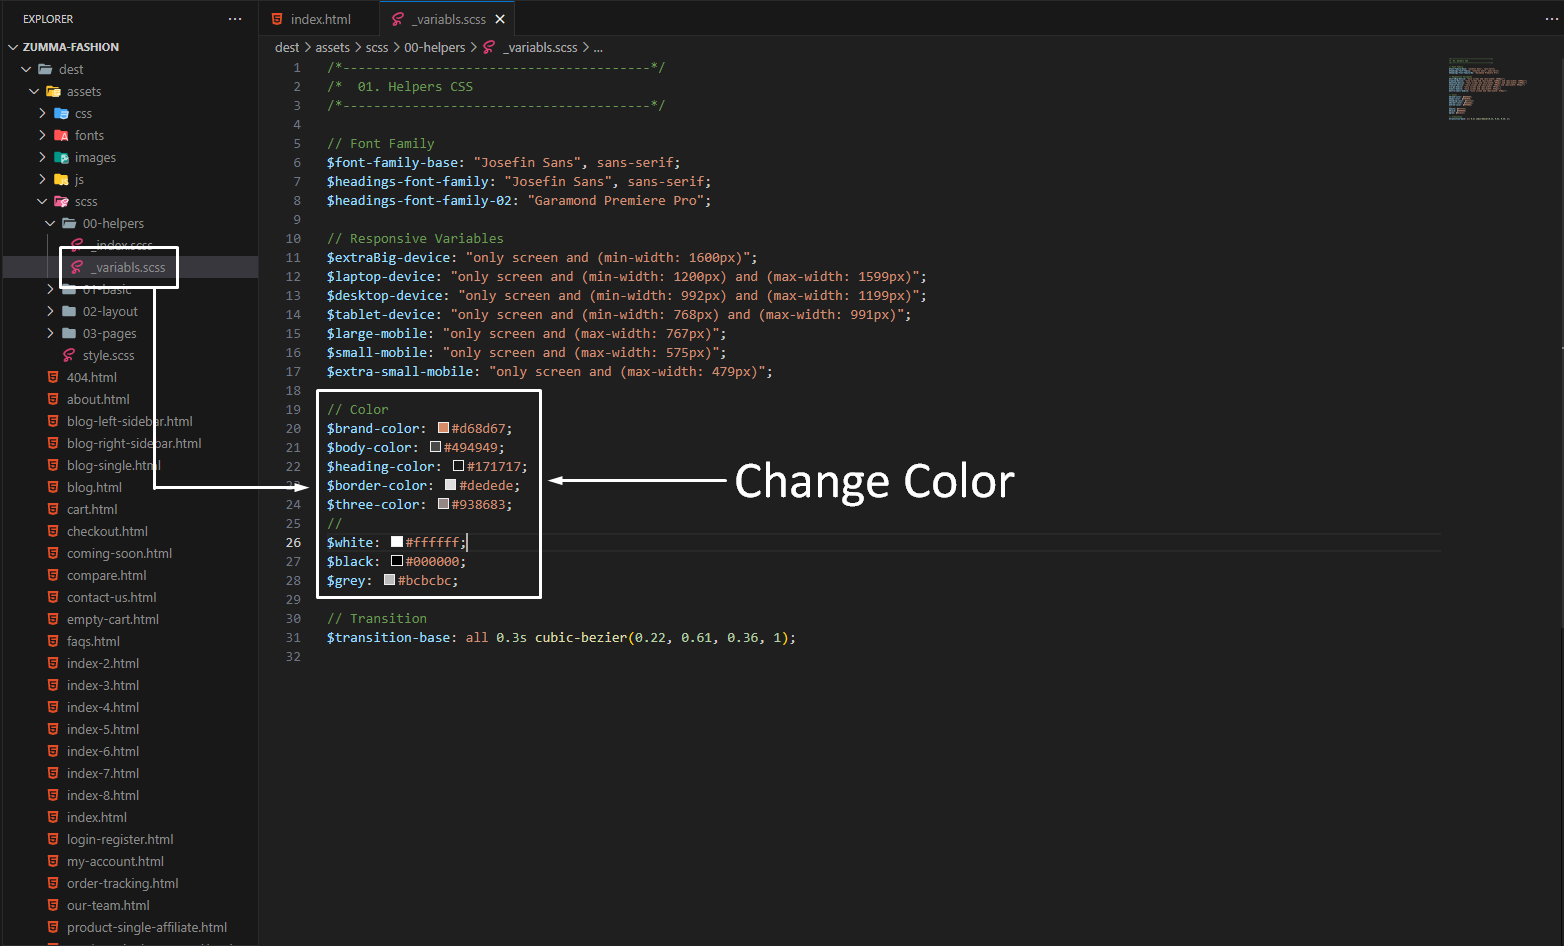 EXPLORER
ZUMMA-FASHION
dest
assets
css
fonts
images
js
scss
00-helpers
_index.scss
_variabls.scss
01-basic
02-layout
03-pages
style.scss
404.html
about.html
blog-left-sidebar.html
blog-right-sidebar.html
blog-single.html
blog.html
cart.html
checkout.html
coming-soon.html
compare.html
contact-us.html
empty-cart.html
faqs.html
index-2.html
index-3.html
index-4.html
index-5.html
index-6.html
index-7.html
index-8.html
index.html
login-register.html
my-account.html
order-tracking.html
our-team.html
product-single-affiliate.html
index.html
_variabls.scss
dest > assets > scss > 00-helpers > _variabls.scss > ...
1 /*----------------------------------------*/
2 /*  01. Helpers CSS
3 /*----------------------------------------*/
4
5 // Font Family
6 $font-family-base: "Josefin Sans", sans-serif;
7 $headings-font-family: "Josefin Sans", sans-serif;
8 $headings-font-family-02: "Garamond Premiere Pro";
9
10 // Responsive Variables
11 $extraBig-device: "only screen and (min-width: 1600px)";
12 $laptop-device: "only screen and (min-width: 1200px) and (max-width: 1599px)";
13 $desktop-device: "only screen and (min-width: 992px) and (max-width: 1199px)";
14 $tablet-device: "only screen and (min-width: 768px) and (max-width: 991px)";
15 $large-mobile: "only screen and (max-width: 767px)";
16 $small-mobile: "only screen and (max-width: 575px)";
17 $extra-small-mobile: "only screen and (max-width: 479px)";
18
19 // Color
20 $brand-color: #d68d67;
21 $body-color: #494949;
22 $heading-color: #171717;
$border-color: #dedede;
24 $three-color: #938683;
25 //
26 $white: #ffffff;
27 $black: #000000;
28 $grey: #bcbcbc;
29
30 // Transition
31 $transition-base: all 0.3s cubic-bezier(0.22, 0.61, 0.36, 1);
32
Change Color